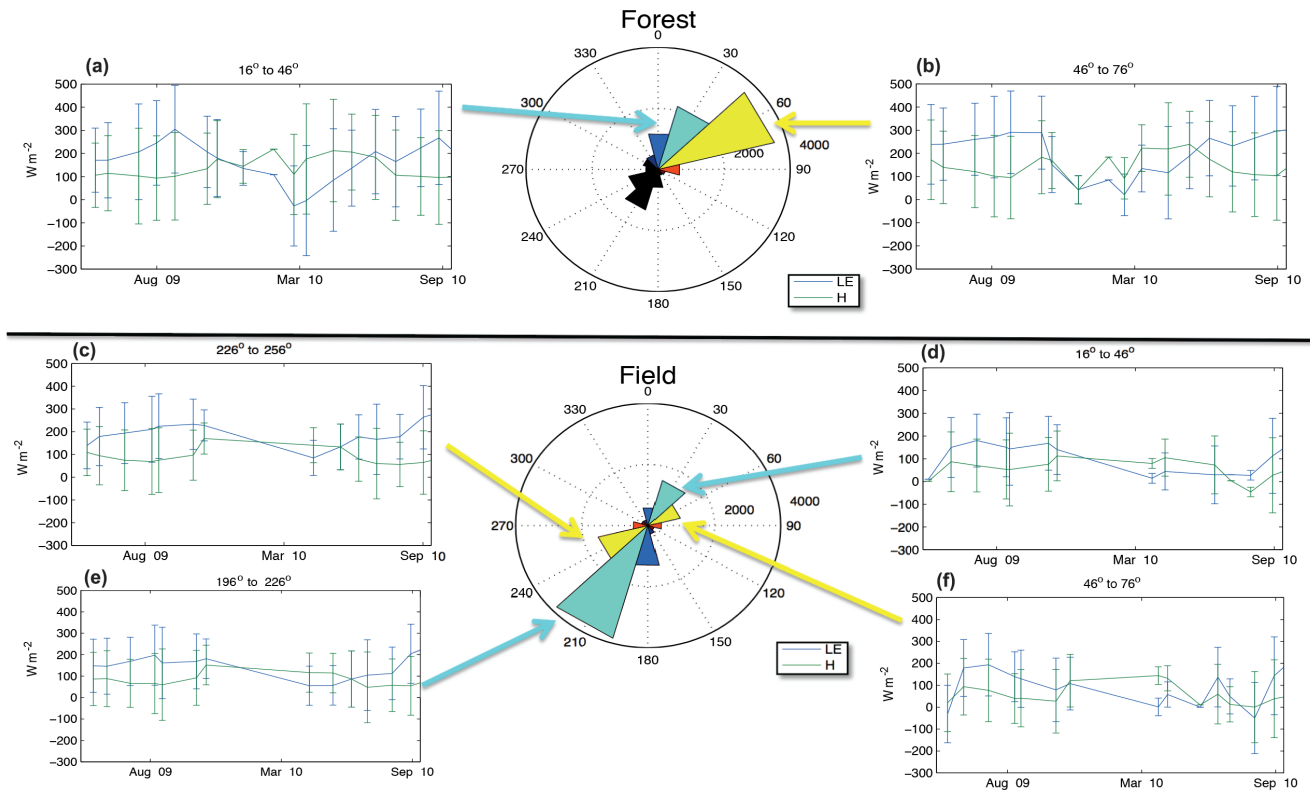 Forest
(a)
16° to 46°
W m-2
500
400
300
200
100
0
−100
−200
−300
Aug 09
Mar 10
Sep 10
0
30
60
90
120
150
180
210
240
270
300
330
2000
4000
(b)
46° to 76°
W m-2
500
400
300
200
100
0
−100
−200
−300
Aug 09
Mar 10
Sep 10
LE
H
(c)
226° to 256°
W m-2
500
400
300
200
100
0
−100
−200
−300
Aug 09
Mar 10
Sep 10
Field
0
30
60
90
120
150
180
210
240
270
300
330
2000
4000
(d)
16° to 46°
W m-2
500
400
300
200
100
0
−100
−200
−300
Aug 09
Mar 10
Sep 10
(e)
196° to 226°
W m-2
500
400
300
200
100
0
−100
−200
−300
Aug 09
Mar 10
Sep 10
LE
H
(f)
46° to 76°
W m-2
500
400
300
200
100
0
−100
−200
−300
Aug 09
Mar 10
Sep 10